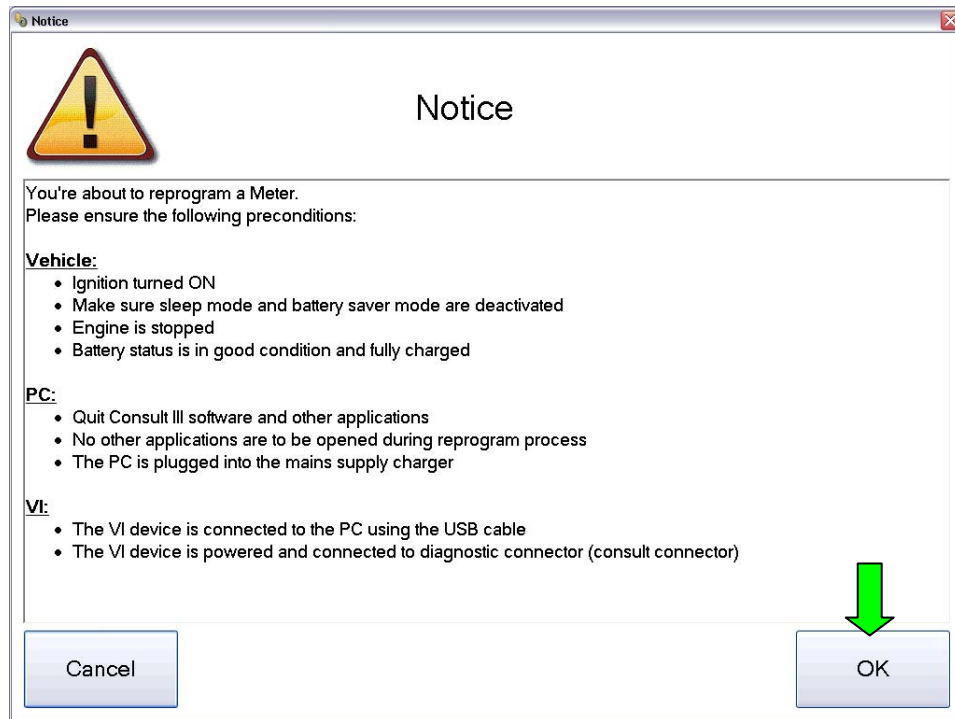 Notice
Notice
You're about to reprogram a Meter.
Please ensure the following preconditions:
Vehicle:
• Ignition turned ON
• Make sure sleep mode and battery saver mode are deactivated
• Engine is stopped
• Battery status is in good condition and fully charged
PC:
• Quit Consult III software and other applications
• No other applications are to be opened during reprogram process
• The PC is plugged into the mains supply charger
VI:
• The VI device is connected to the PC using the USB cable
• The VI device is powered and connected to diagnostic connector (consult connector)
Cancel
OK